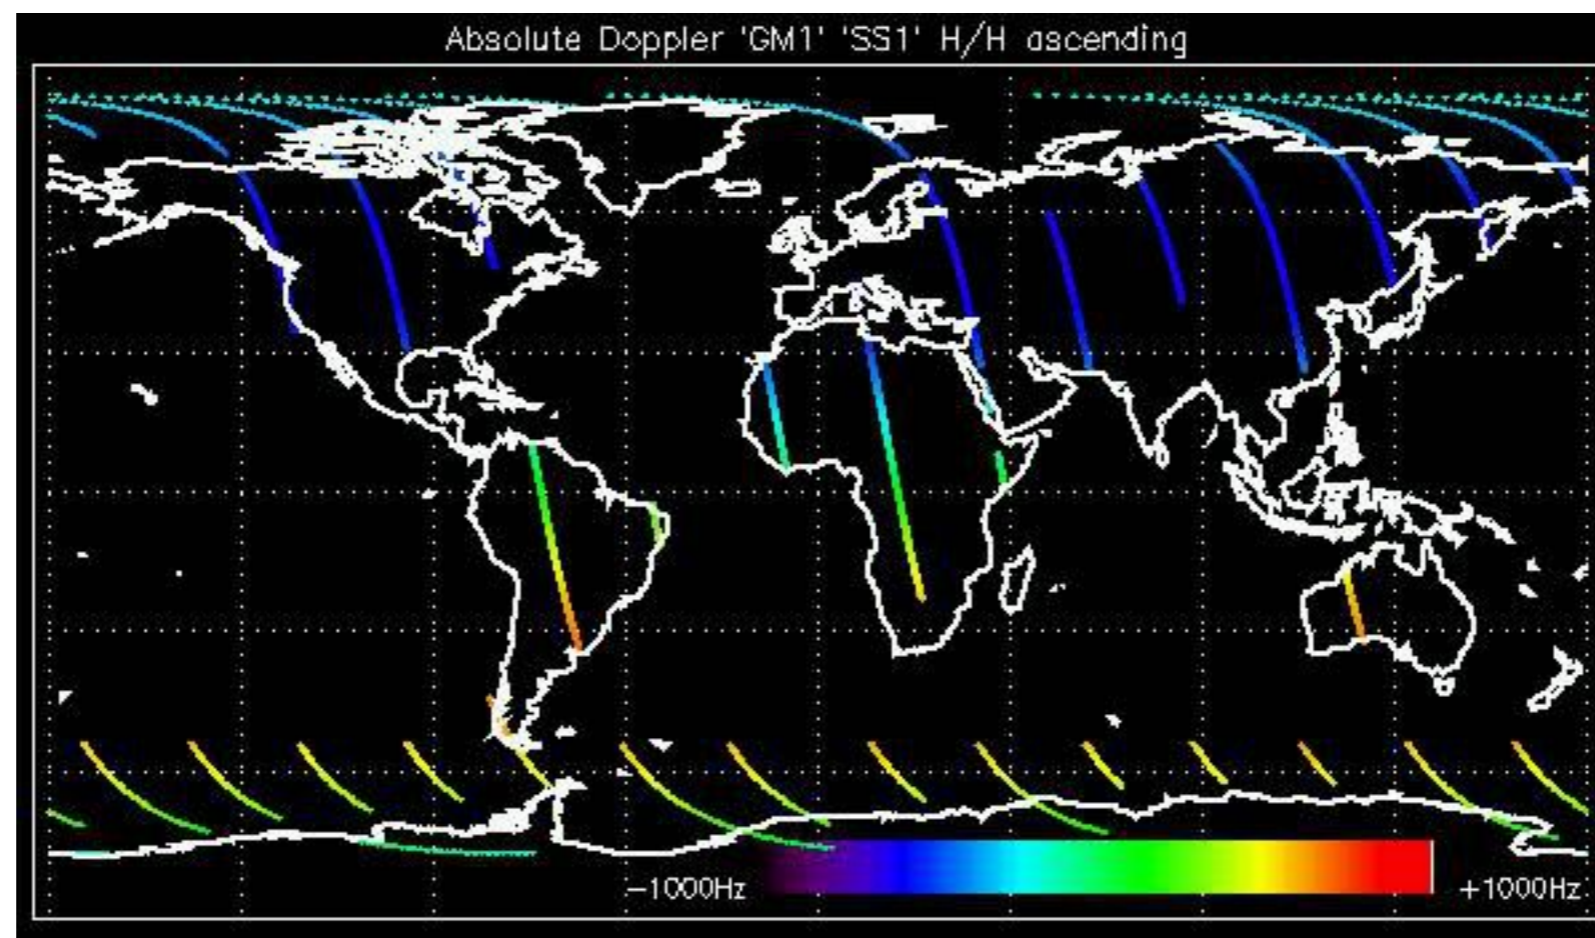 Absolute Doppler 'GM1' 'SS1' H/H ascending
−1000Hz
+1000Hz